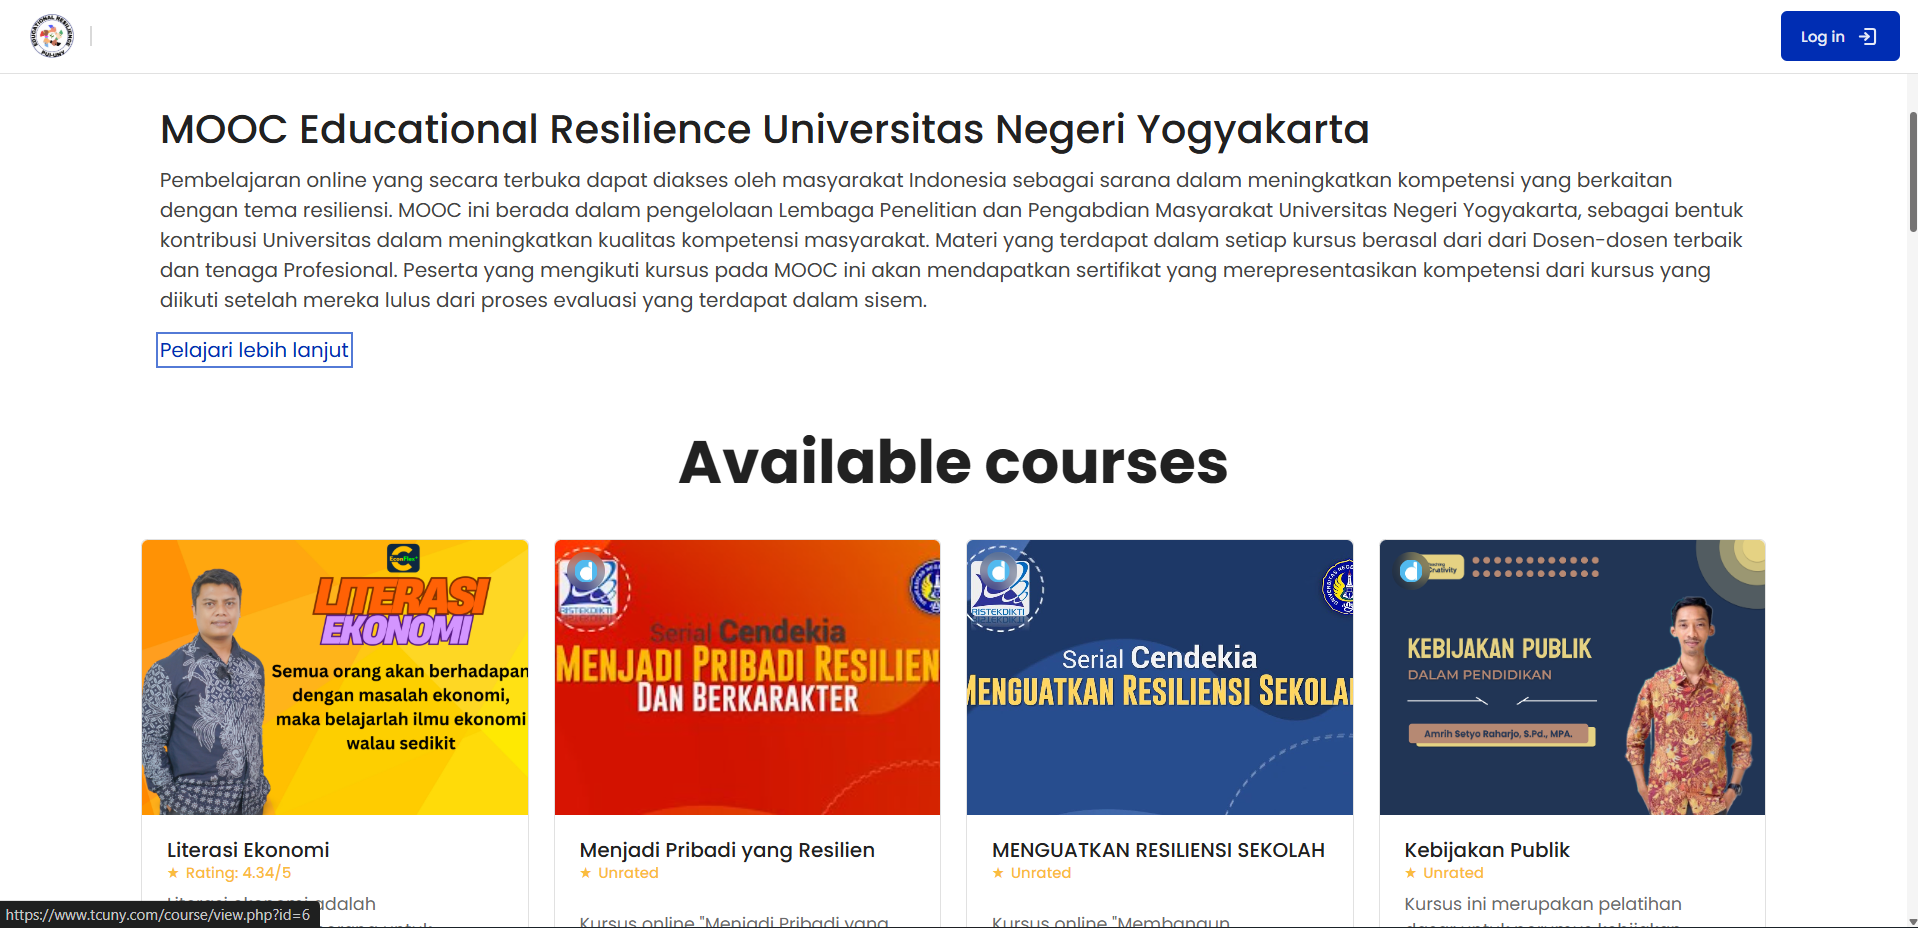 EDUCATIONAL RESILIENCE
PUI-UNY
Log in
MOOC Educational Resilience Universitas Negeri Yogyakarta
Pembelajaran online yang secara terbuka dapat diakses oleh masyarakat Indonesia sebagai sarana dalam meningkatkan kompetensi yang berkaitan
dengan tema resiliensi. MOOC ini berada dalam pengelolaan Lembaga Penelitian dan Pengabdian Masyarakat Universitas Negeri Yogyakarta, sebagai bentuk
kontribusi Universitas dalam meningkatkan kualitas kompetensi masyarakat. Materi yang terdapat dalam setiap kursus berasal dari dari Dosen-dosen terbaik
dan tenaga Profesional. Peserta yang mengikuti kursus pada MOOC ini akan mendapatkan sertifikat yang merepresentasikan kompetensi dari kursus yang
diikuti setelah mereka lulus dari proses evaluasi yang terdapat dalam sisem.
Pelajari lebih lanjut
Available courses
EconFlex
LITERASI
EKONOMI
Semua orang akan berhadapan
dengan masalah ekonomi,
maka belajarlah ilmu ekonomi
walau sedikit
Literasi Ekonomi
★ Rating: 4.34/5
adalah
d
RISTEKDIKTI
Serial Cendekia
MENJADI PRIBADI RESILIEN
DAN BERKARAKTER
Menjadi Pribadi yang Resilien
★ Unrated
Kursus online "Menjadi Pribadi yang
d
RISTEKDIKTI
Serial Cendekia
MENGUATKAN RESILIENSI SEKOLAH
MENGUATKAN RESILIENSI SEKOLAH
★ Unrated
Kursus online "Membangun
d
KEBIJAKAN PUBLIK
DALAM PENDIDIKAN
Amrih Setyo Raharjo, S.Pd., MPA.
Kebijakan Publik
★ Unrated
Kursus ini merupakan pelatihan
https://www.tcuny.com/course/view.php?id=6